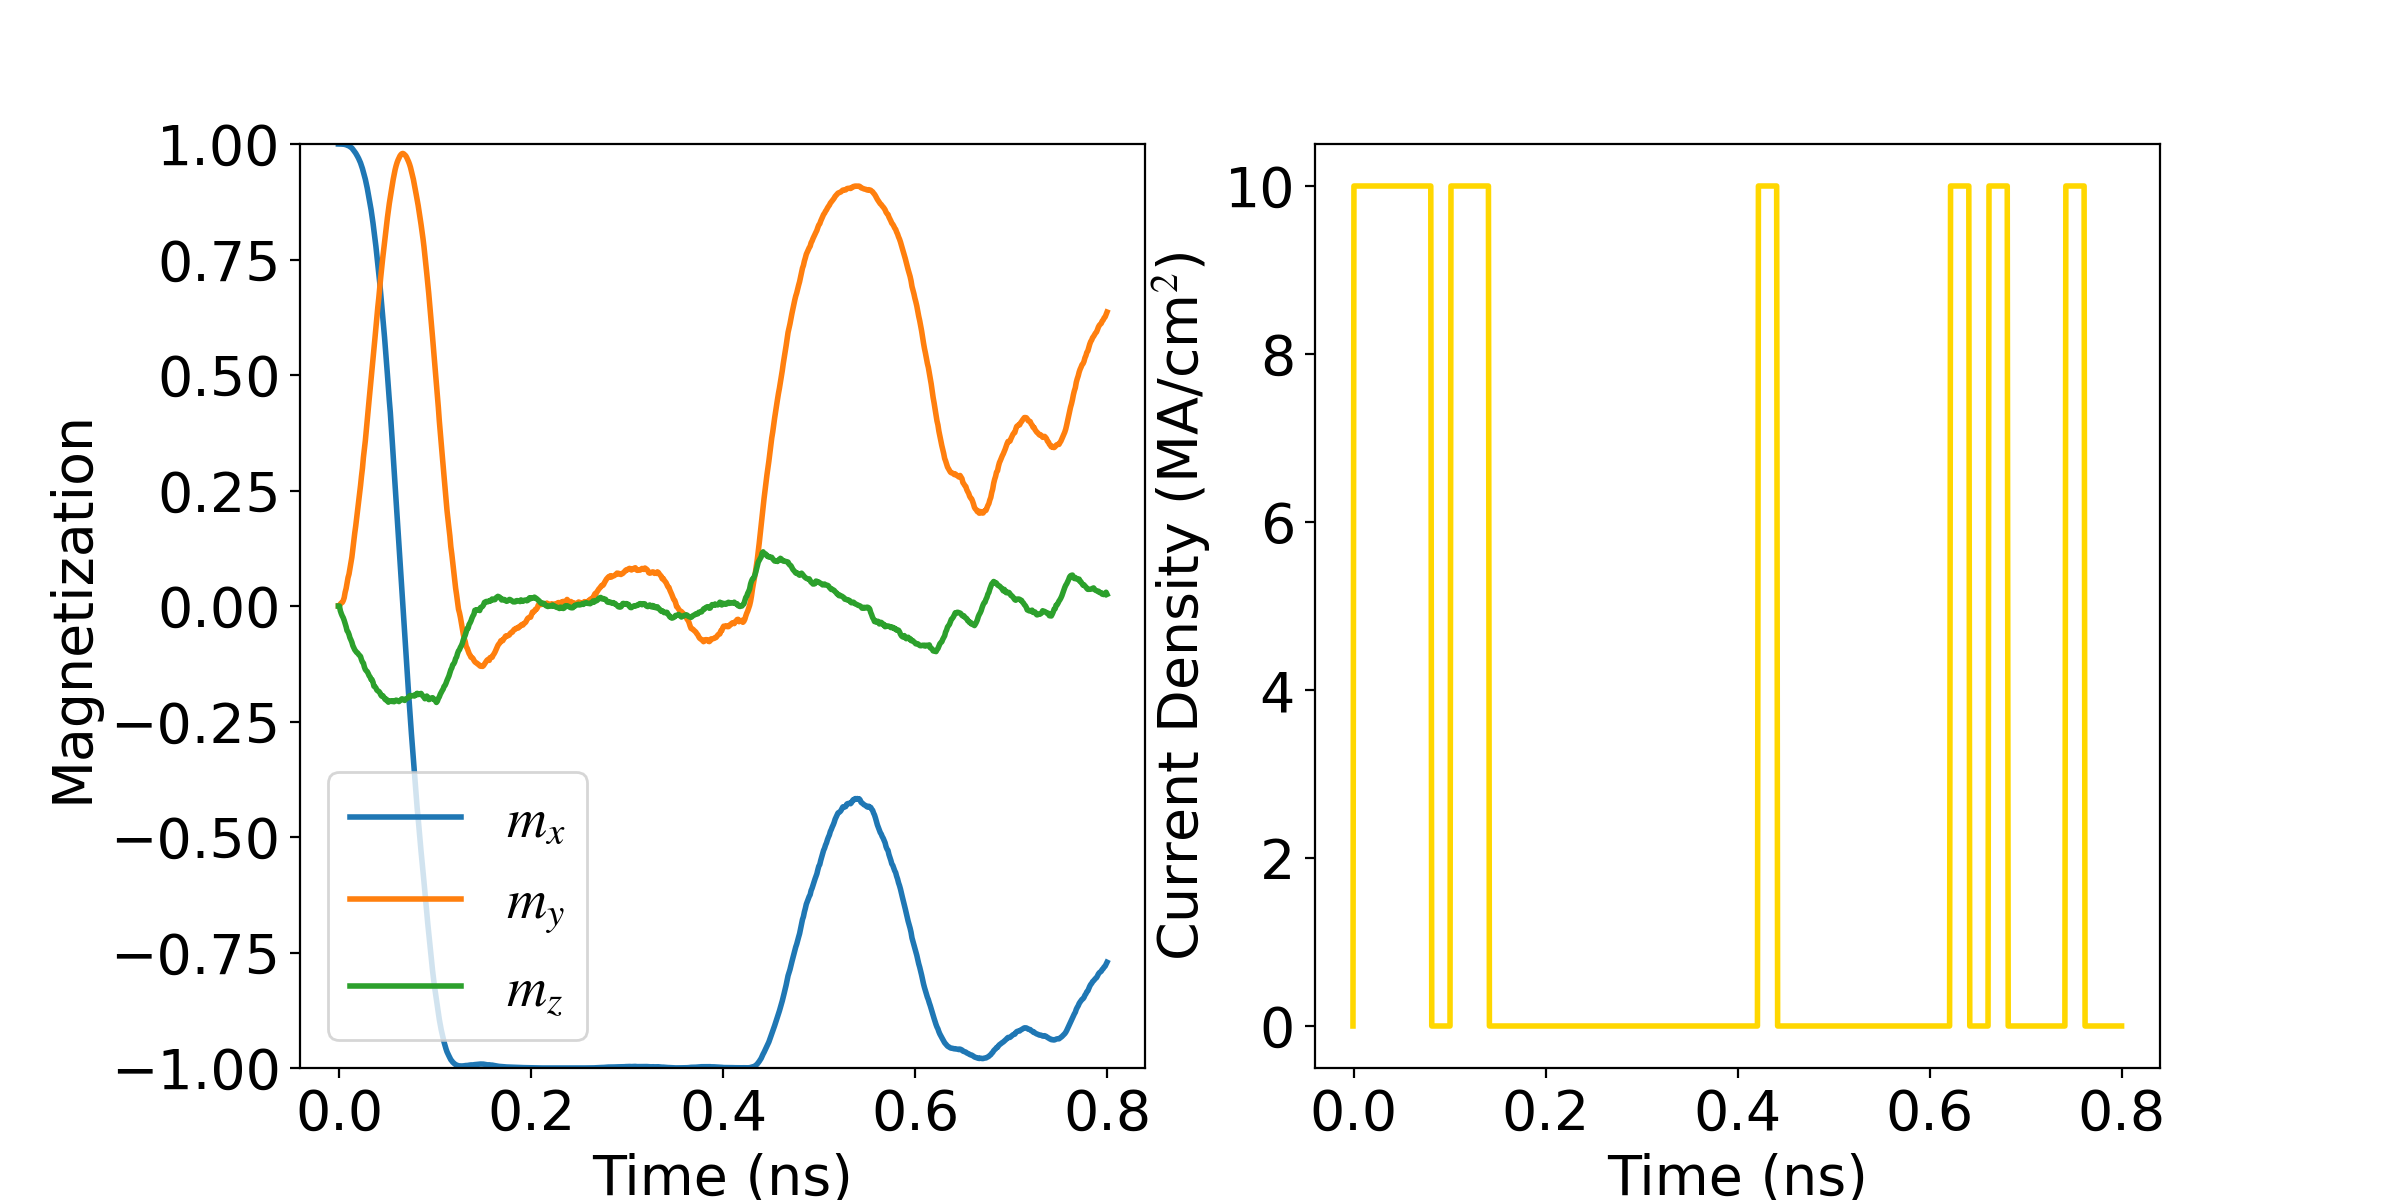 1.00
0.75
0.50
0.25
0.00
−0.25
−0.50
−0.75
−1.00
Magnetization
m_x
m_y
m_z
0.0 0.2 0.4 0.6 0.8
Time (ns)
10
8
6
4
2
0
Current Density (MA/cm²)
0.0 0.2 0.4 0.6 0.8
Time (ns)